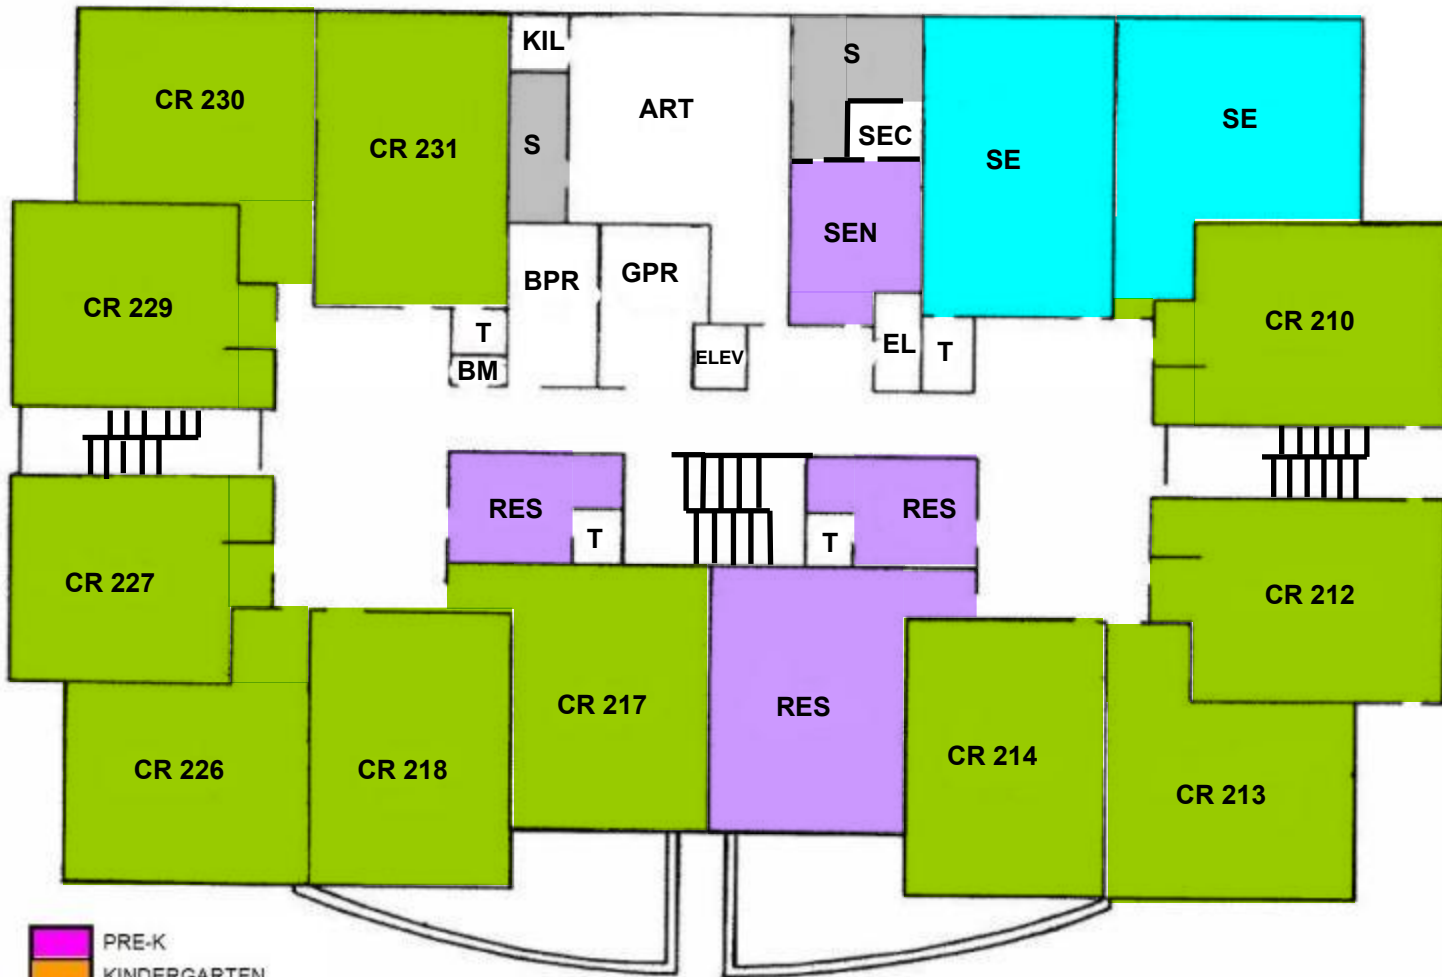 KIL
S
CR 230
ART
SE
CR 231
S
SEC
SE
SEN
BPR
GPR
CR 229
CR 210
T
EL
T
ELEV
BM
RES
RES
T
T
CR 227
CR 212
CR 217
RES
CR 214
CR 226
CR 218
CR 213
PRE-K
KINDERGARTEN